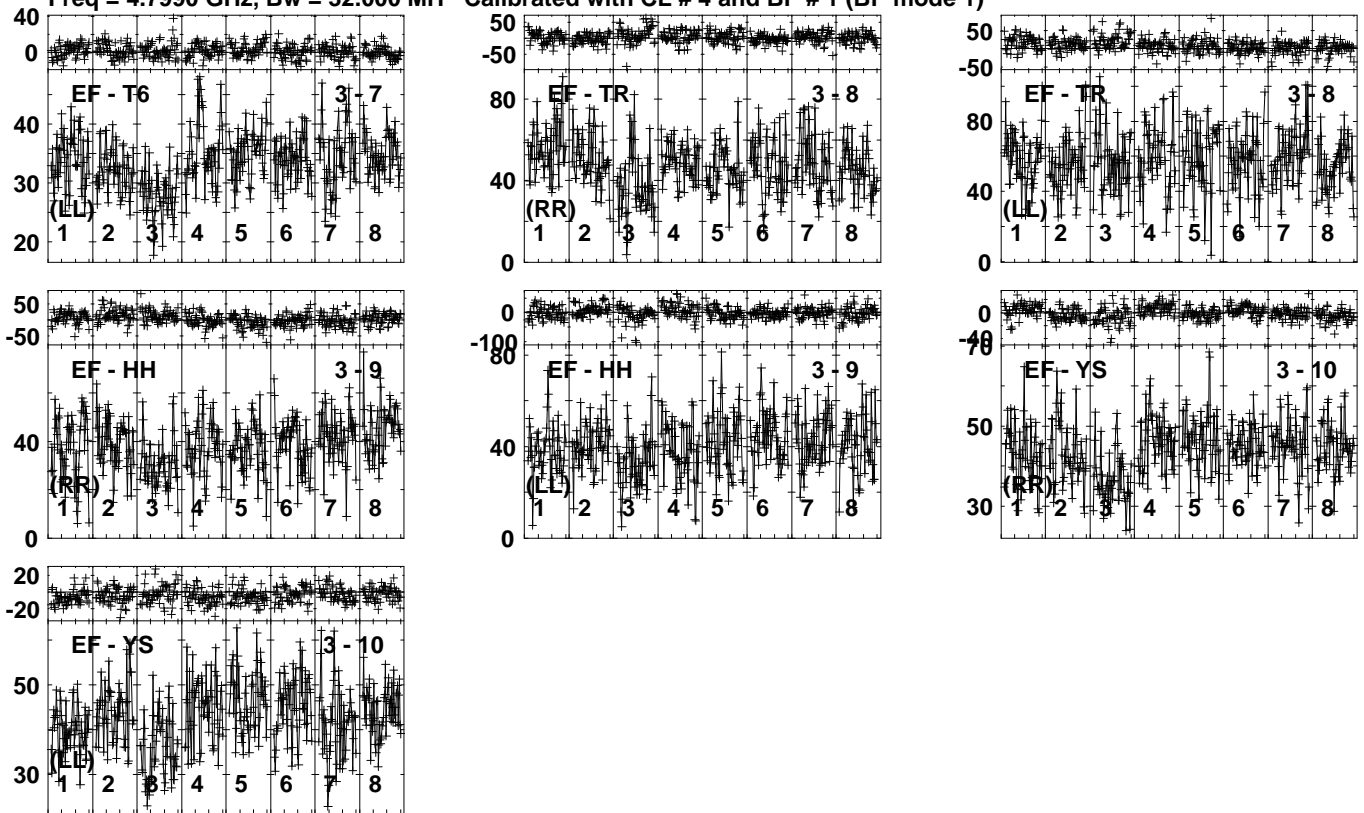 Freq = 4.7990 GHz, Bw = 32.000 MH Calibrated with CL # 4 and BP # 1 (BP mode 1)
40
0
EF - T6 3 - 7
40
30
20
(LL)
1 2 3 4 5 6 7 8
50
-50
EF - TR 3 - 8
80
40
0
(RR)
1 2 3 4 5 6 7 8
50
-50
EF - TR 3 - 8
80
40
0
(LL)
1 2 3 4 5 6 7 8
50
-50
EF - HH 3 - 9
40
0
(RR)
1 2 3 4 5 6 7 8
0
-100
EF - HH 3 - 9
80
40
0
(LL)
1 2 3 4 5 6 7 8
0
-40
70
EF - YS 3 - 10
50
30
(RR)
1 2 3 4 5 6 7 8
20
-20
EF - YS 3 - 10
50
30
(LL)
1 2 3 4 5 6 7 8